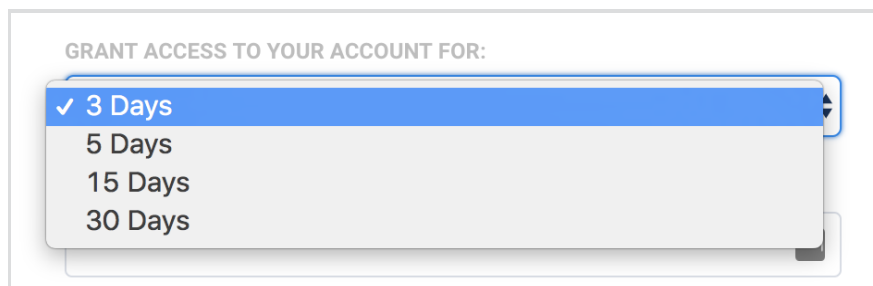 GRANT ACCESS TO YOUR ACCOUNT FOR:
✓ 3 Days
5 Days
15 Days
30 Days